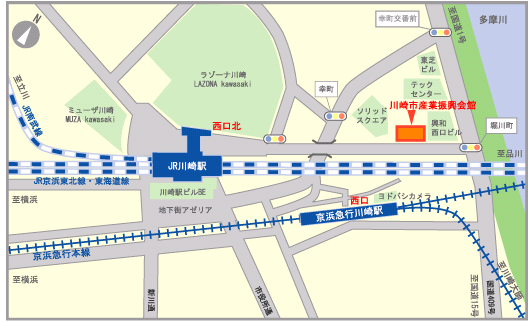 N
至立川
JR南武線
ミューザ川崎
MUZA kawasaki
ラゾーナ川崎
LAZONA kawasaki
西口北
JR川崎駅
幸町交番前
至国道1号
多摩川
東芝
ビル
テック
センター
幸町
ソリッド
スクエア
川崎市産業振興会館
興和
西口ビル
堀川町
至品川
JR京浜東北線・東海道線
至横浜
川崎駅ビルBE
地下街アゼリア
西口
ヨドバシカメラ
京浜急行川崎駅
京浜急行本線
至横浜
新川通
市役所通
至国道15号
国道409号
至川崎大師